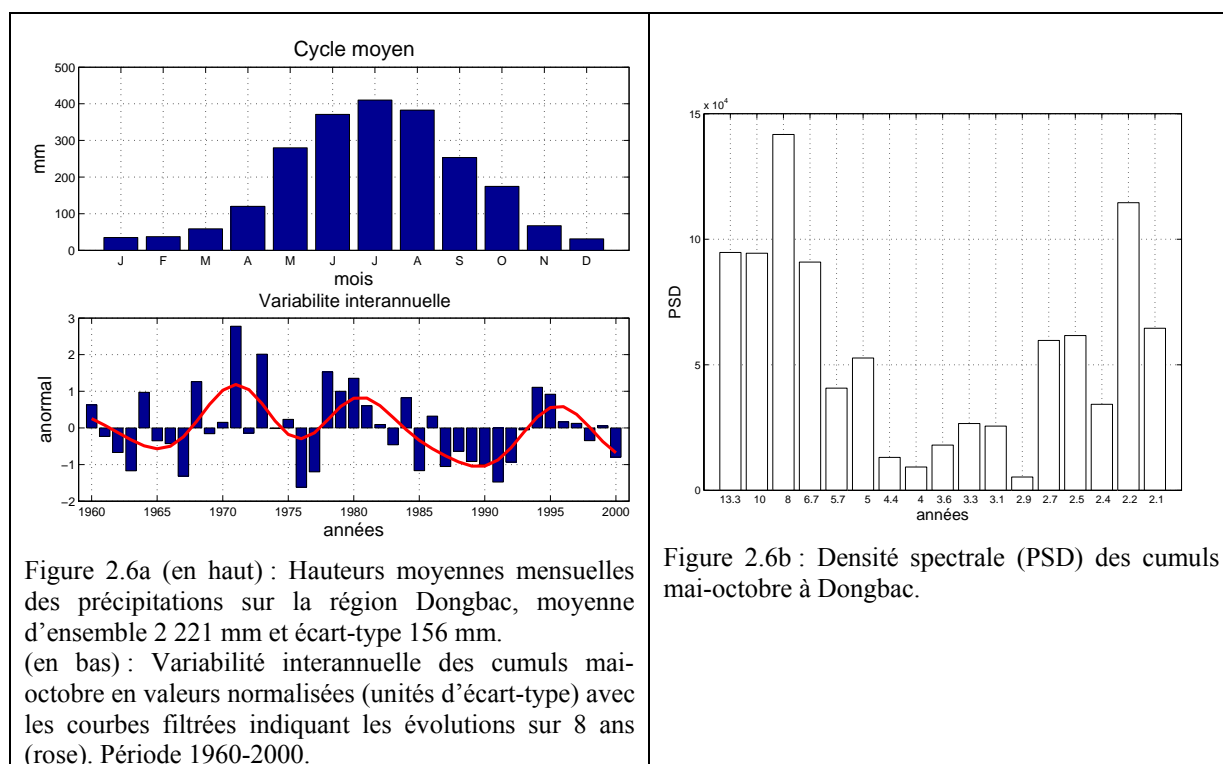 Cycle moyen
500
400
300
200
100
0
mm
J F M A M J J A S O N D
mois
Variabilite interannuelle
3
2
1
0
−1
−2
anormal
1960 1965 1970 1975 1980 1985 1990 1995 2000
années
Figure 2.6a (en haut) : Hauteurs moyennes mensuelles
des précipitations sur la région Dongbac, moyenne
d’ensemble 2 221 mm et écart-type 156 mm.
(en bas) : Variabilité interannuelle des cumuls mai-
octobre en valeurs normalisées (unités d’écart-type) avec
les courbes filtrées indiquant les évolutions sur 8 ans
(rose). Période 1960-2000.
x 10⁴
15
10
5
0
PSD
13.3 10 8 6.7 5.7 5 4.4 4 3.6 3.3 3.1 2.9 2.7 2.5 2.4 2.2 2.1
années
Figure 2.6b : Densité spectrale (PSD) des cumuls
mai-octobre à Dongbac.